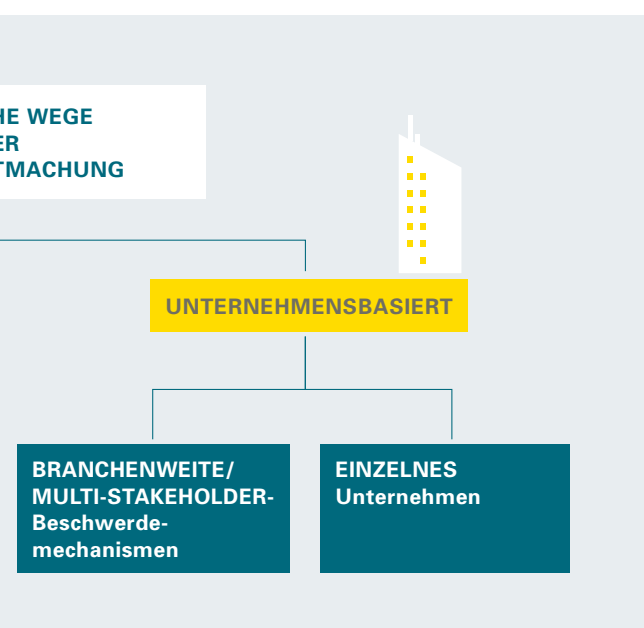 HE WEGE
ER
TMACHUNG
UNTERNEHMENSBASIERT
BRANCHENWEITE/
MULTI-STAKEHOLDER-
Beschwerde-
mechanismen
EINZELNES
Unternehmen